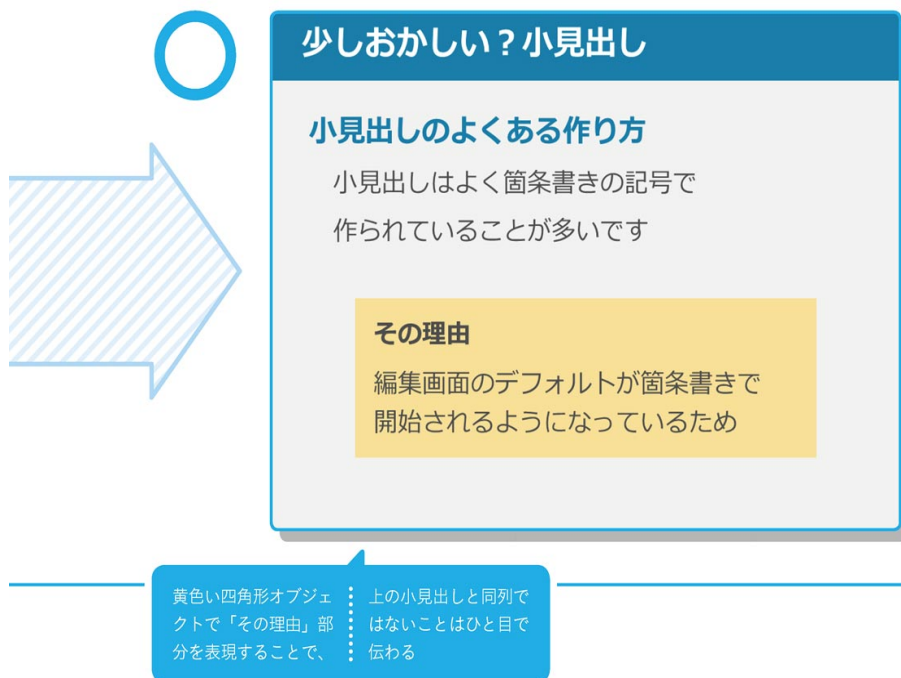 少しおかしい？小見出し
小見出しのよくある作り方
小見出しはよく箇条書きの記号で
作られていることが多いです
その理由
編集画面のデフォルトが箇条書きで
開始されるようになっているため
黄色い四角形オブジェ
クトで「その理由」部
分を表現することで、
上の小見出しと同列で
はないことはひと目で
伝わる